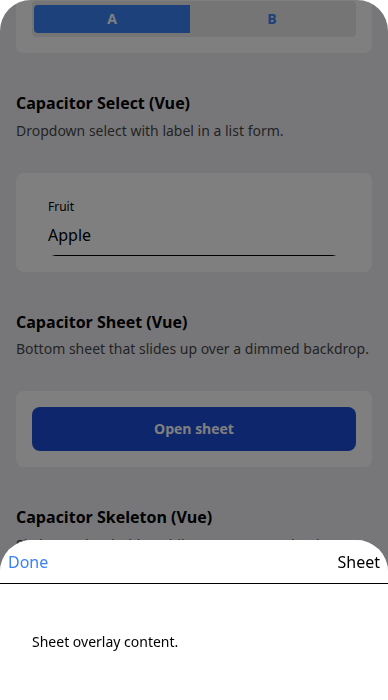 A B
Capacitor Select (Vue)
Dropdown select with label in a list form.
Fruit
Apple
Capacitor Sheet (Vue)
Bottom sheet that slides up over a dimmed backdrop.
Open sheet
Capacitor Skeleton (Vue)
Done Sheet
Sheet overlay content.